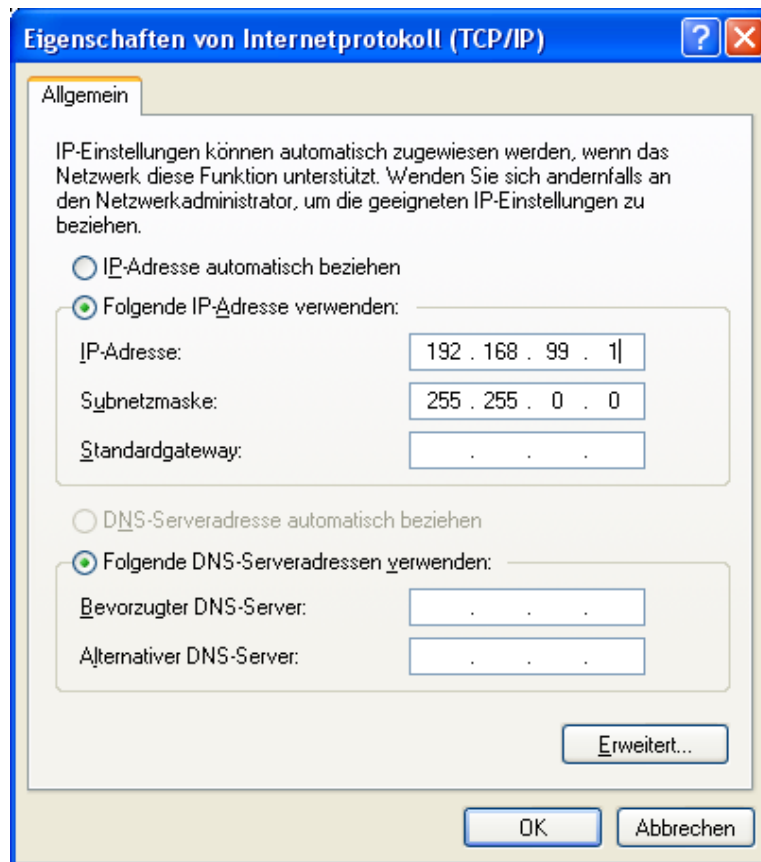 Eigenschaften von Internetprotokoll (TCP/IP)
Allgemein
IP-Einstellungen können automatisch zugewiesen werden, wenn das
Netzwerk diese Funktion unterstützt. Wenden Sie sich andernfalls an
den Netzwerkadministrator, um die geeigneten IP-Einstellungen zu
beziehen.
IP-Adresse automatisch beziehen
Folgende IP-Adresse verwenden:
IP-Adresse: 192 . 168 . 99 . 1
Subnetzmaske: 255 . 255 . 0 . 0
Standardgateway: . . .
DNS-Serveradresse automatisch beziehen
Folgende DNS-Serveradressen verwenden:
Bevorzugter DNS-Server: . . .
Alternativer DNS-Server: . . .
Erweitert...
OK Abbrechen